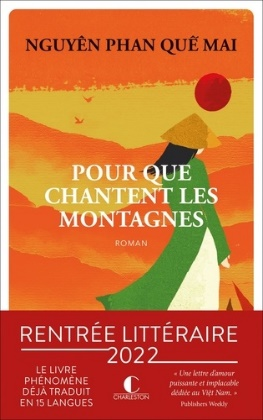 NGUYỄN PHAN QUẾ MAI
POUR QUE
CHANTENT LES
MONTAGNES
ROMAN
RENTRÉE LITTÉRAIRE
2022
LE LIVRE
PHÉNOMÈNE
DÉJÀ TRADUIT
EN 15 LANGUES
C
CHARLESTON
« Une lettre d'amour
puissante et implacable
dédiée au Việt Nam. »
Publishers Weekly